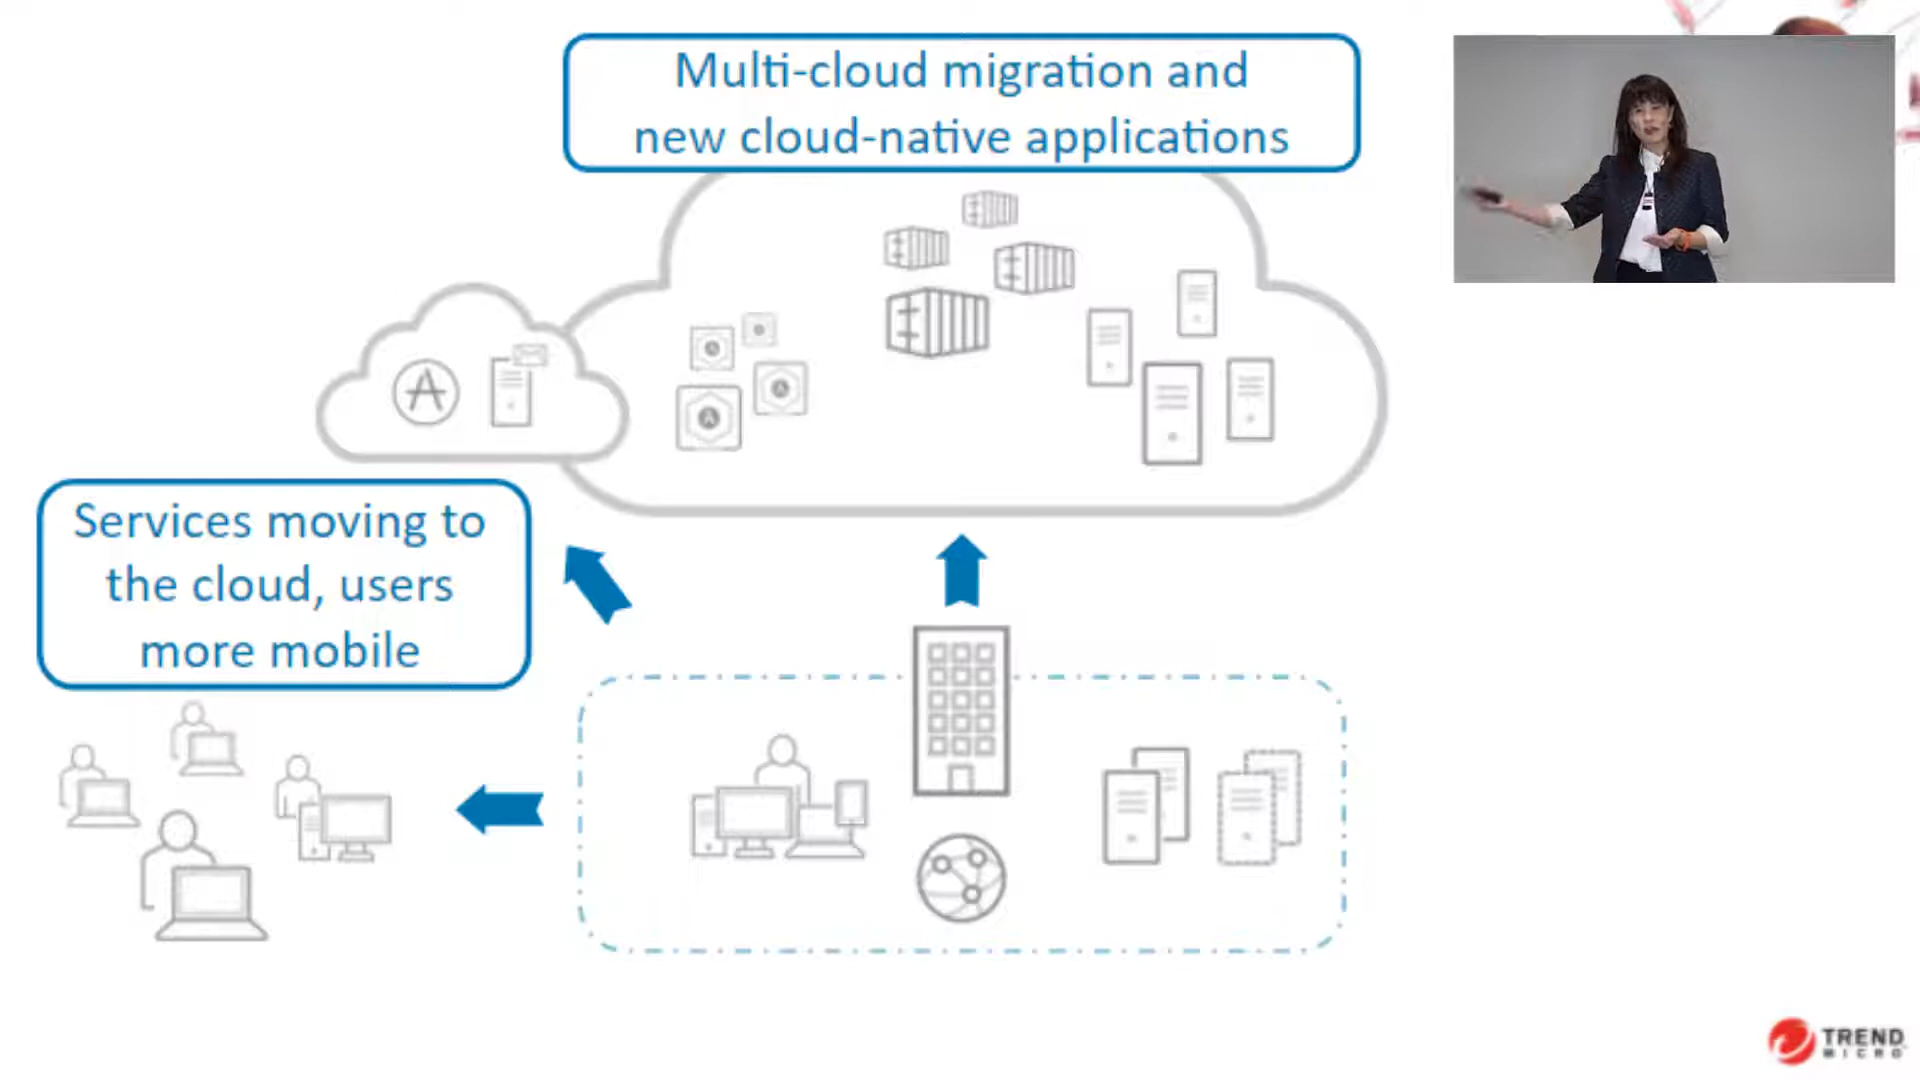 Multi-cloud migration and
new cloud-native applications
Services moving to
the cloud, users
more mobile
TREND
MICRO